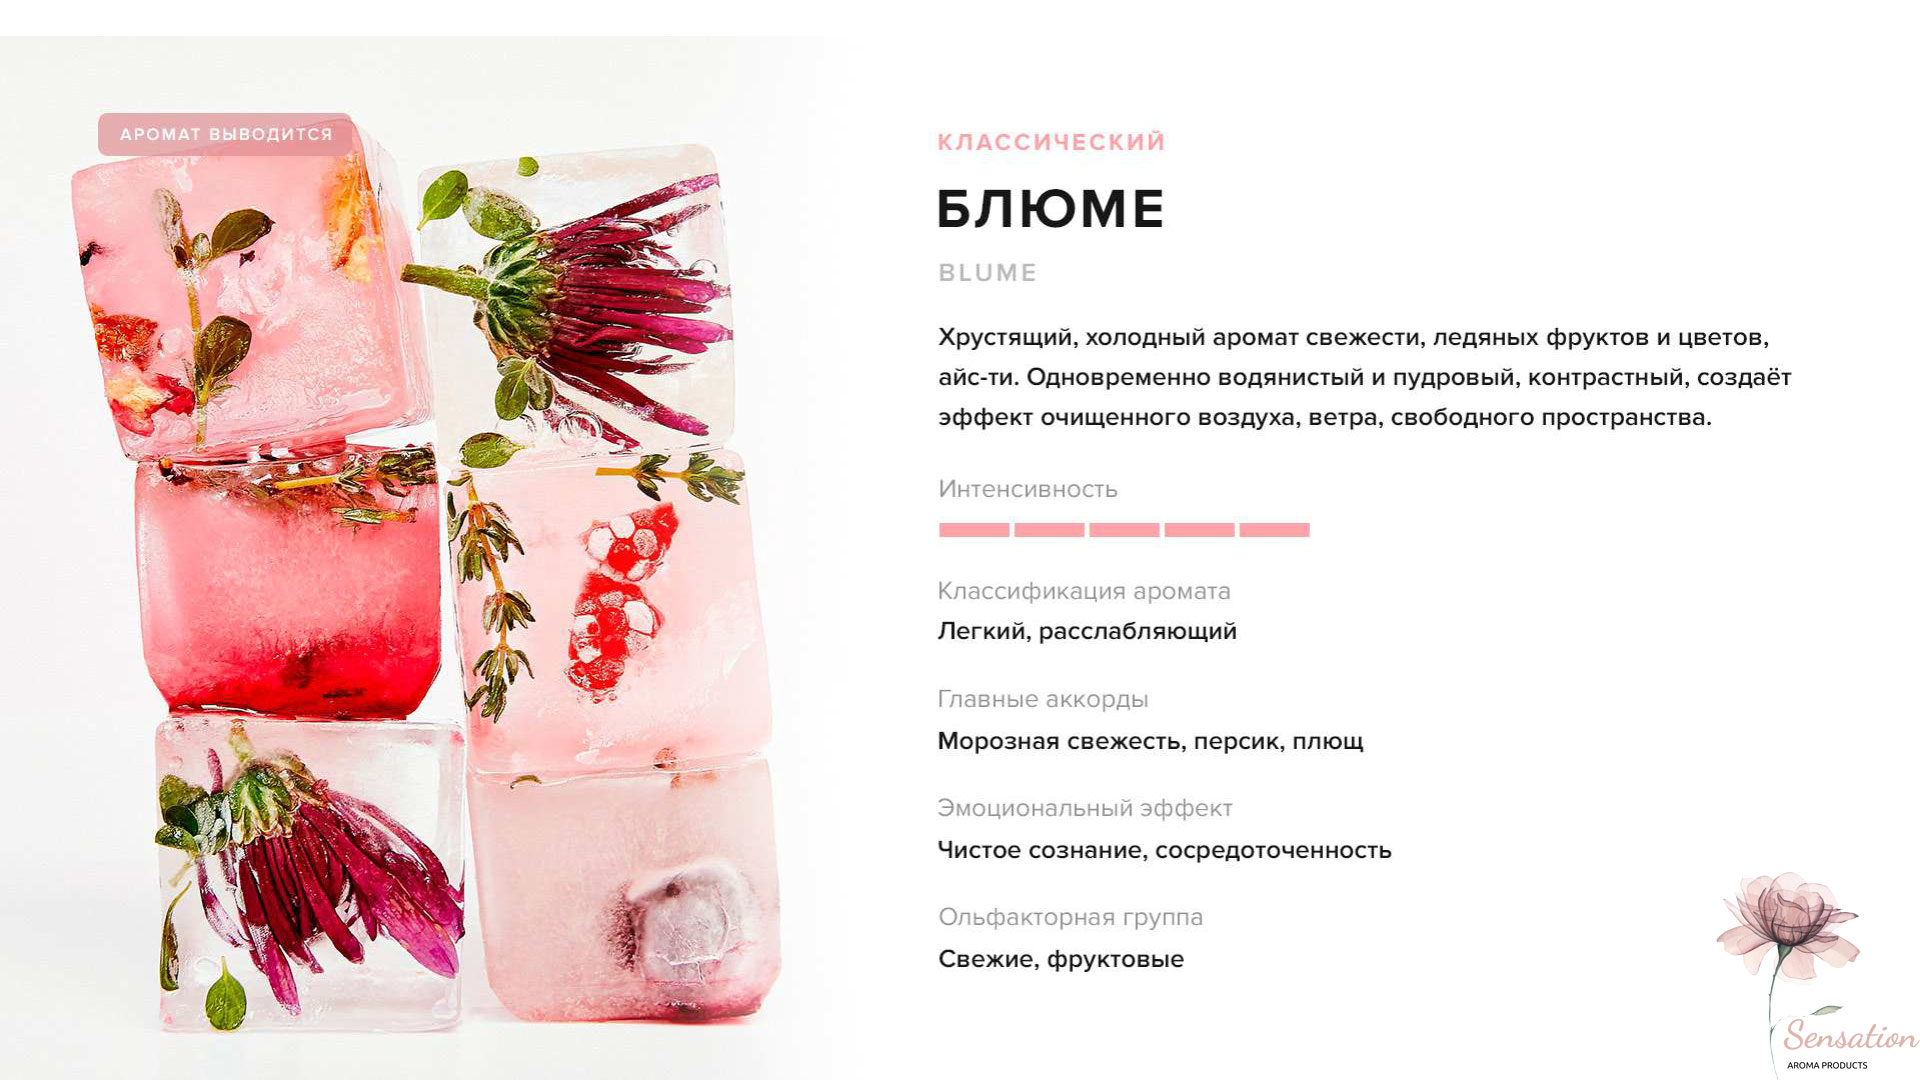 АРОМАТ ВЫВОДИТСЯ
КЛАССИЧЕСКИЙ
БЛЮМЕ
BLUME
Хрустящий, холодный аромат свежести, ледяных фруктов и цветов,
айс-ти. Одновременно водянистый и пудровый, контрастный, создаёт
эффект очищенного воздуха, ветра, свободного пространства.
Интенсивность
Классификация аромата
Легкий, расслабляющий
Главные аккорды
Морозная свежесть, персик, плющ
Эмоциональный эффект
Чистое сознание, сосредоточенность
Ольфакторная группа
Свежие, фруктовые
Sensation
AROMA PRODUCTS